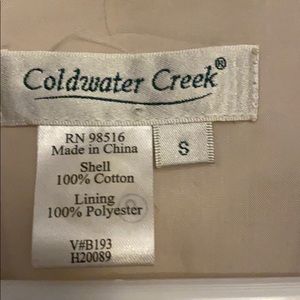 Coldwater Creek®
S
RN 98516
Made in China
Shell
100% Cotton
Lining
100% Polyester
V#B193
H20089